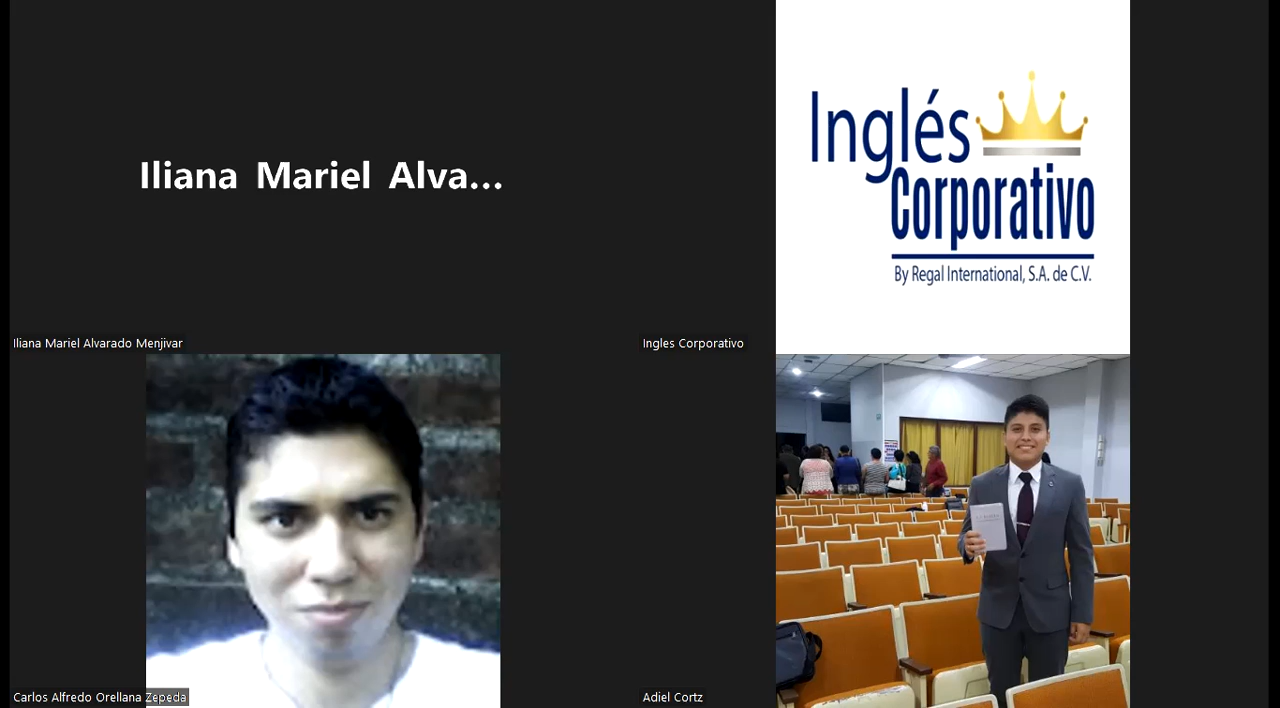 Iliana Mariel Alva...
Inglés
Corporativo
By Regal International, S.A. de C.V.
Iliana Mariel Alvarado Menjivar
Ingles Corporativo
Carlos Alfredo Orellana Zepeda
Adiel Cortz